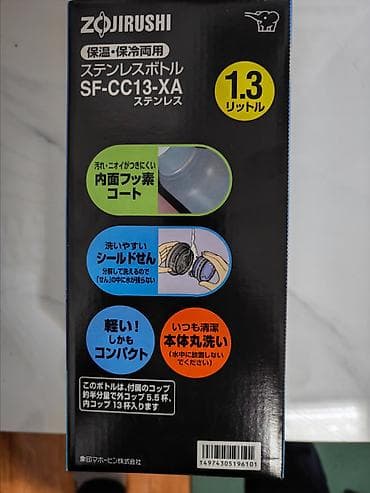 ZOJIRUSHI
保温・保冷両用
ステンレスボトル
SF-CC13-XA
ステンレス
1.3
リットル
汚れ・ニオイがつきにくい
内面フッ素
コート
洗いやすい
シールドせん
分解して洗えるので
「せん」の中に水が残らない
軽い!
しかも
コンパクト
いつも清潔
本体丸洗い
(水中に放置しない
でください)
このボトルは、付属のコップ
約半分量で外コップ5.5杯、
内コップ13杯入ります
象印マホービン株式会社
T4974305196101